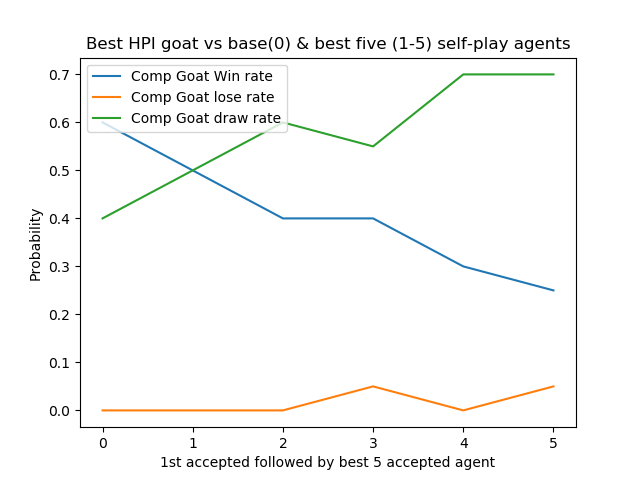 Best HPI goat vs base(0) & best five (1-5) self-play agents
Comp Goat Win rate
Comp Goat lose rate
Comp Goat draw rate
0.7
0.6
0.5
0.4
0.3
0.2
0.1
0.0
Probability
0 1 2 3 4 5
1st accepted followed by best 5 accepted agent